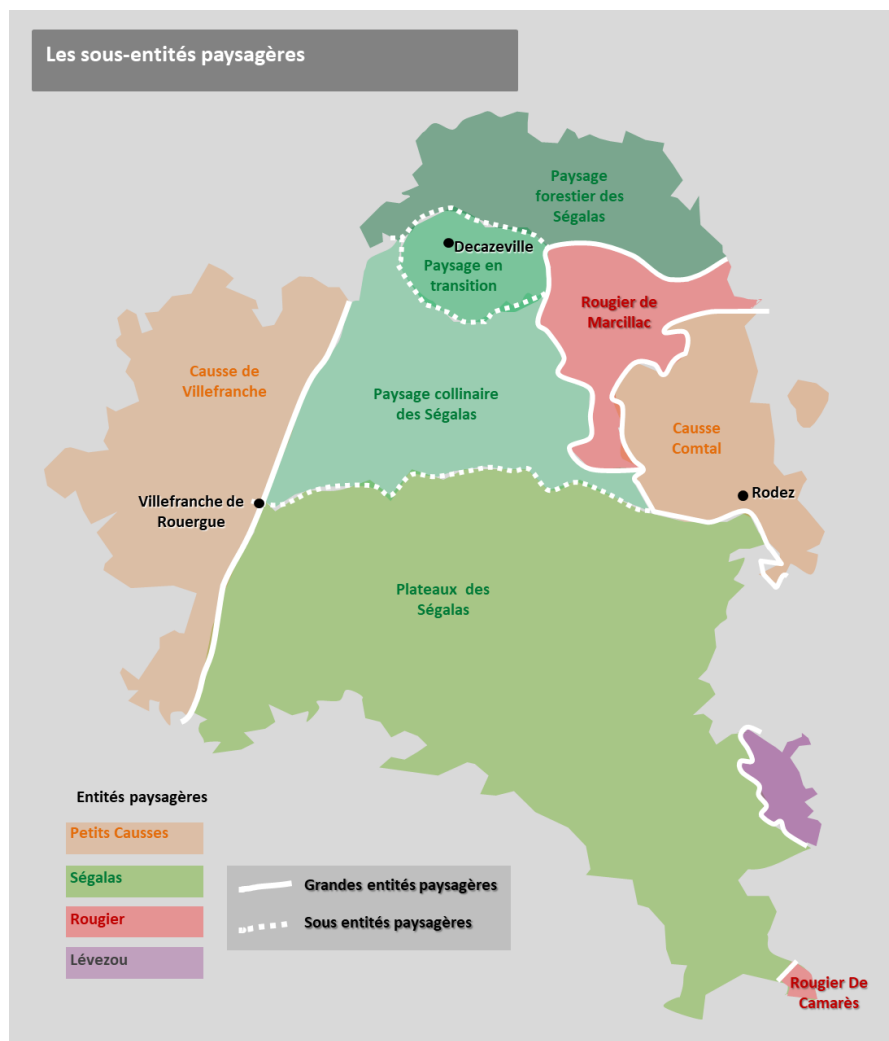 Les sous-entités paysagères
Paysage
forestier des
Ségalas
Decazeville
Paysage en
transition
Rougier de
Marcillac
Causse de
Villefranche
Paysage collinaire
des Ségalas
Causse
Comtal
Villefranche de
Rouergue
Rodez
Plateaux des
Ségalas
Entités paysagères
Petits Causses
Ségalas
Rougier
Lévezou
Grandes entités paysagères
Sous entités paysagères
Rougier De
Camarès